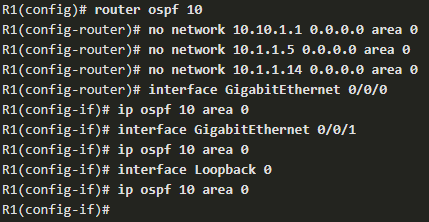 R1(config)# router ospf 10
R1(config-router)# no network 10.10.1.1 0.0.0.0 area 0
R1(config-router)# no network 10.1.1.5 0.0.0.0 area 0
R1(config-router)# no network 10.1.1.14 0.0.0.0 area 0
R1(config-router)# interface GigabitEthernet 0/0/0
R1(config-if)# ip ospf 10 area 0
R1(config-if)# interface GigabitEthernet 0/0/1
R1(config-if)# ip ospf 10 area 0
R1(config-if)# interface Loopback 0
R1(config-if)# ip ospf 10 area 0
R1(config-if)#